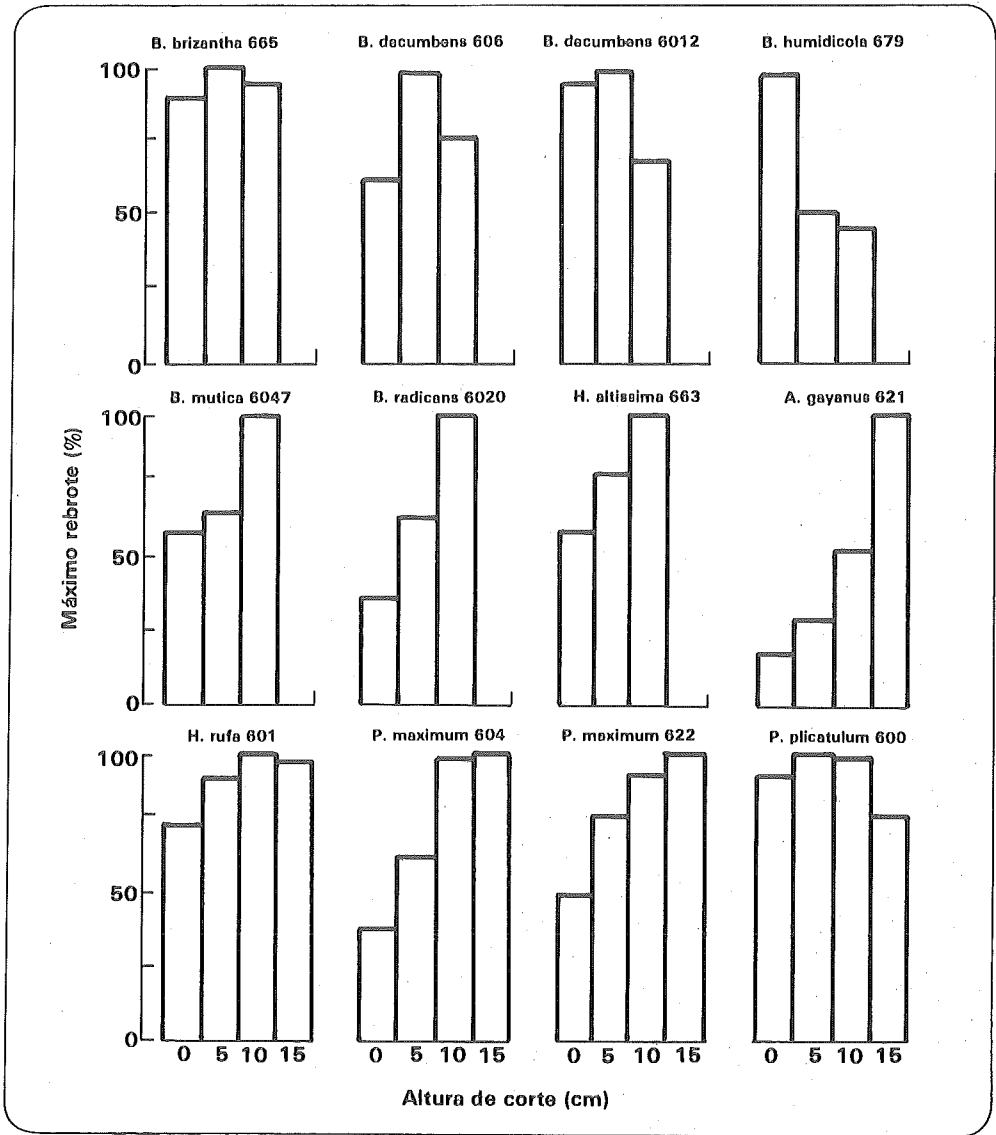 B. brizantha 665 B. decumbens 606 B. decumbens 6012 B. humidicola 679
100
50
0
B. mutica 6047 B. radicans 6020 H. altissima 663 A. gayanus 621
100
50
0
H. rufa 601 P. maximum 604 P. maximum 622 P. plicatulum 600
100
50
0
0 5 10 15 0 5 10 15 0 5 10 15 0 5 10 15
Máximo rebrote (%)
Altura de corte (cm)